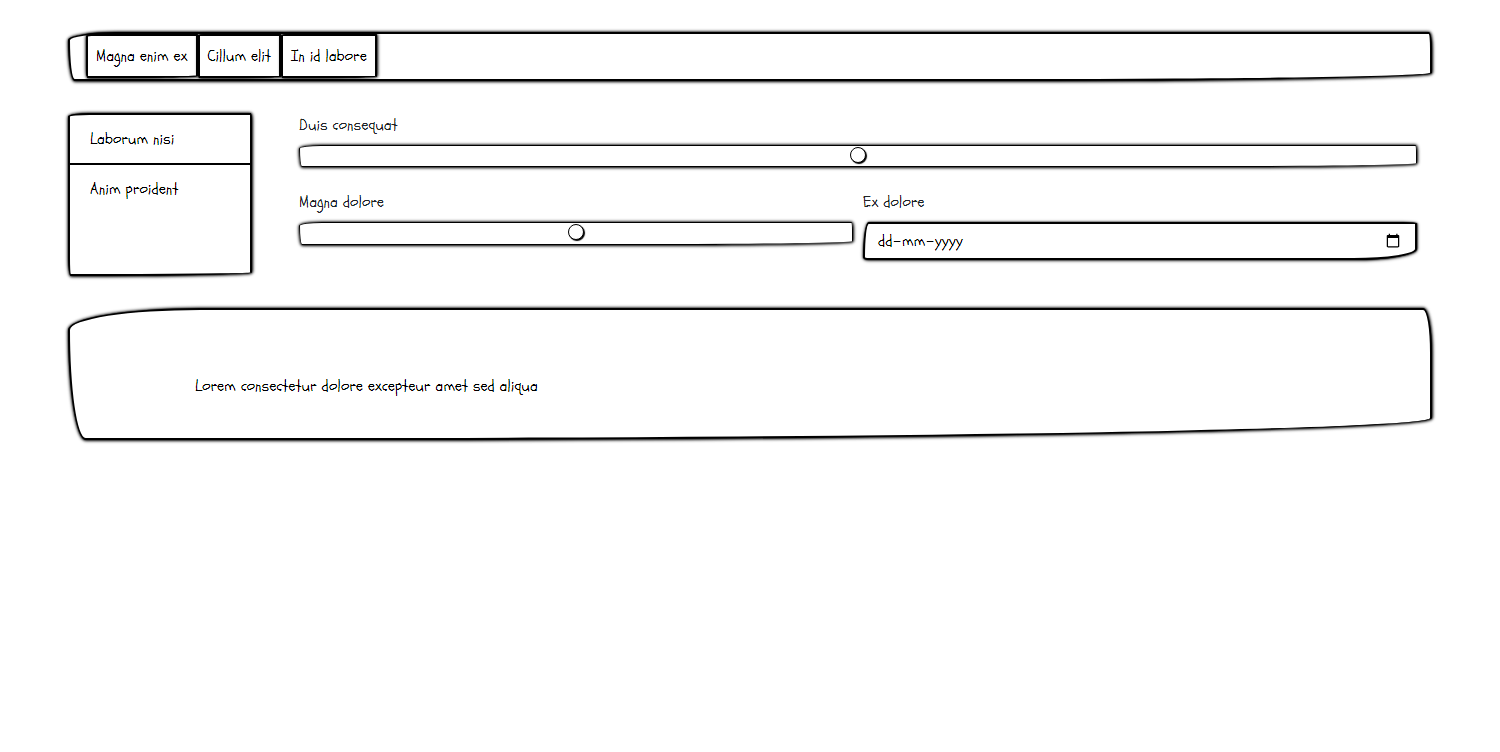 Magna enim ex Cillum elit In id labore
Laborum nisi
Anim proident
Duis consequat
Magna dolore
Ex dolore
dd-mm-yyyy
Lorem consectetur dolore excepteur amet sed aliqua